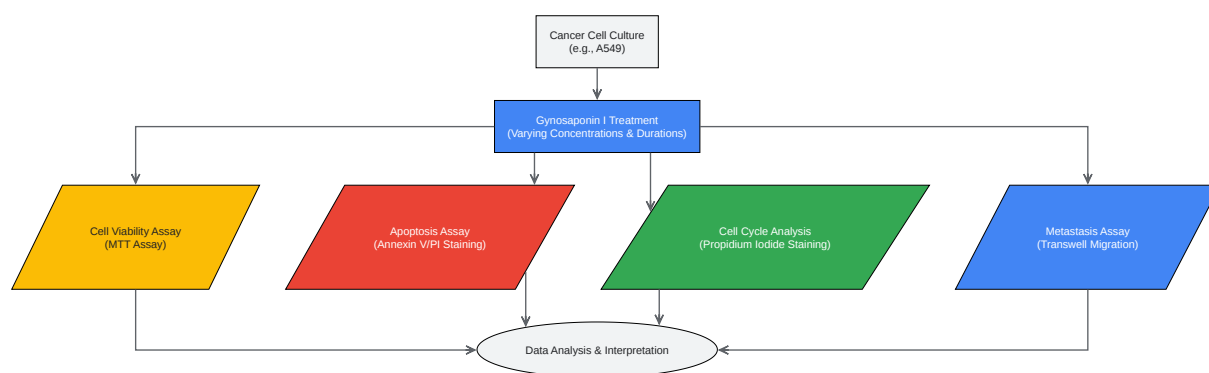 Cancer Cell Culture
(e.g., A549)
Gynosaponin I Treatment
(Varying Concentrations & Durations)
Cell Viability Assay
(MTT Assay)
Apoptosis Assay
(Annexin V/PI Staining)
Cell Cycle Analysis
(Propidium Iodide Staining)
Metastasis Assay
(Transwell Migration)
Data Analysis & Interpretation